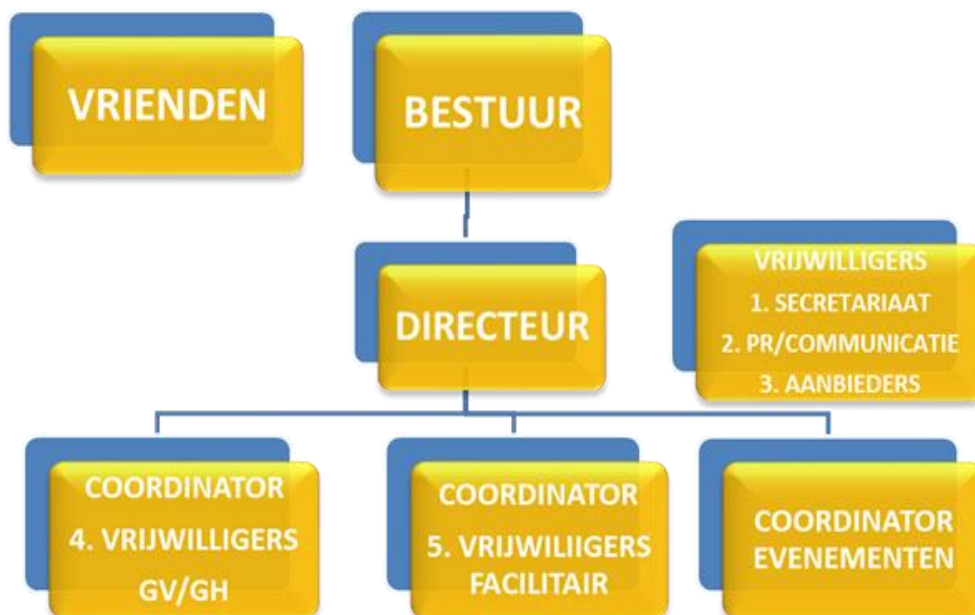 VRIENDEN
BESTUUR
DIRECTEUR
VRIJWILLIGERS
1. SECRETARIAAT
2. PR/COMMUNICATIE
3. AANBIEDERS
COORDINATOR
4. VRIJWILLIGERS
GV/GH
COORDINATOR
5. VRIJWILIIGERS
FACILITAIR
COORDINATOR
EVENEMENTEN